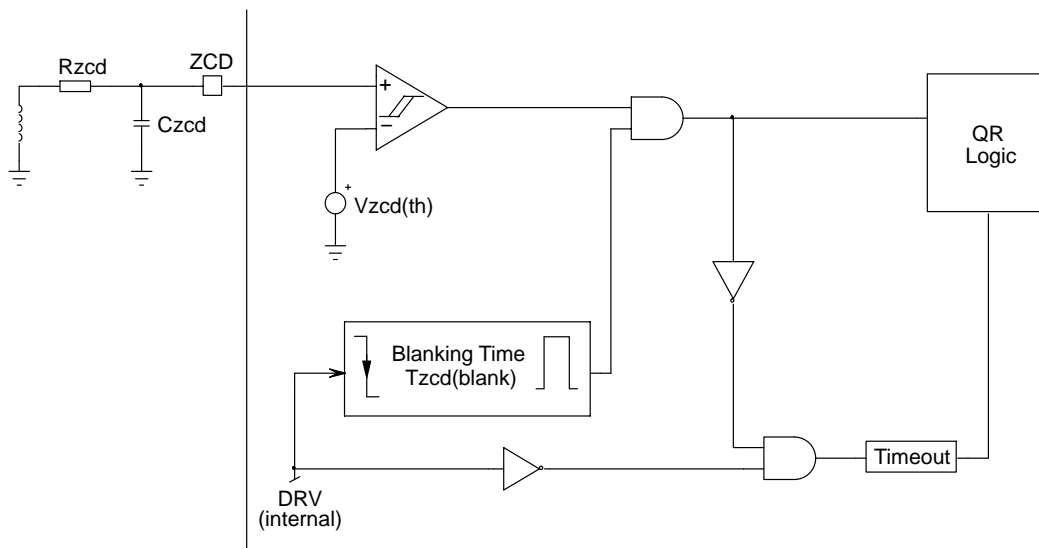 Rzcd
ZCD
Czcd
+
−
+
Vzcd(th)
QR
Logic
Blanking Time
Tzcd(blank)
Timeout
DRV
(internal)